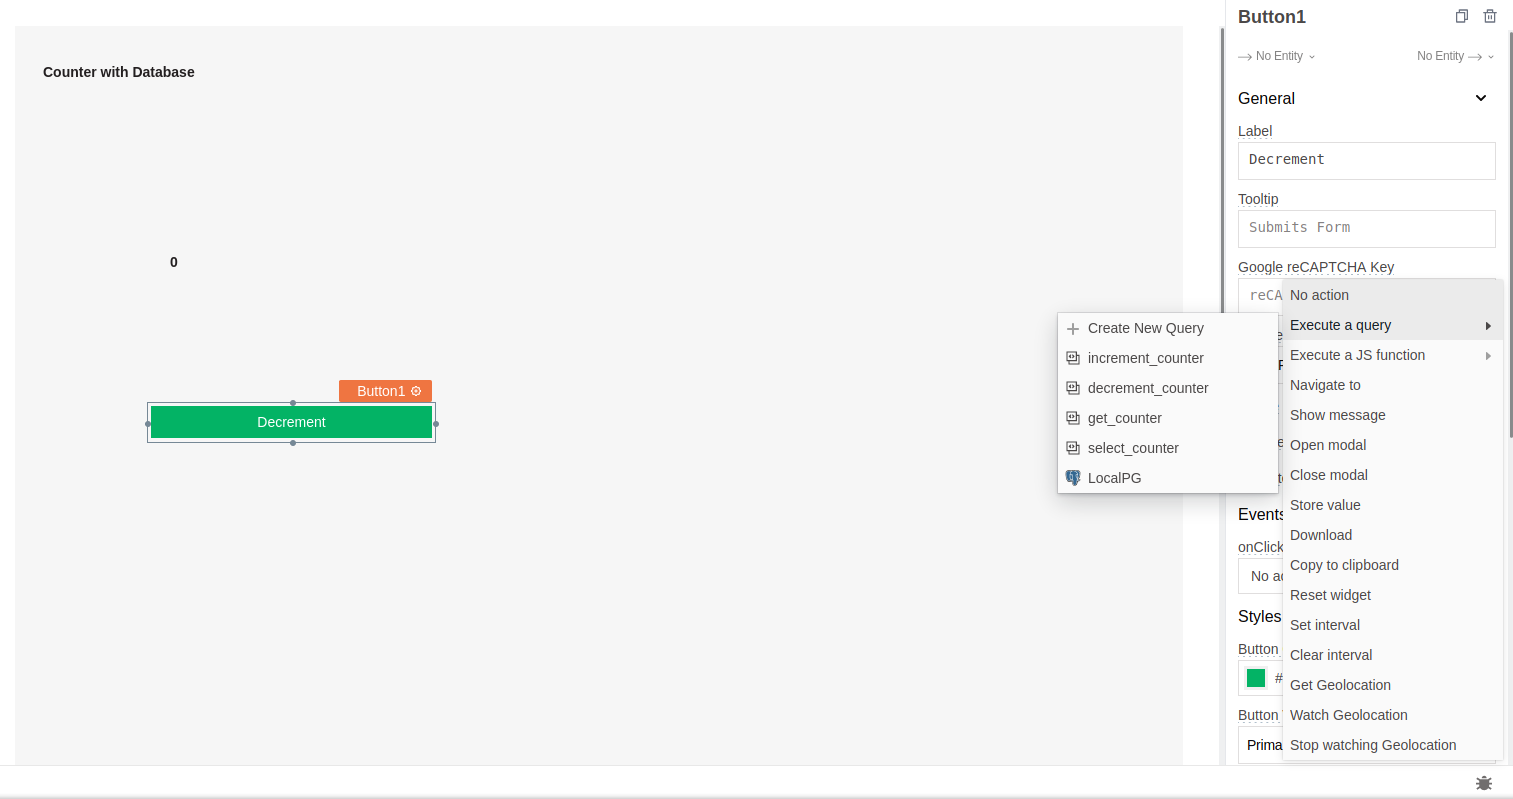 Counter with Database
0
Button1
Decrement
Button1
No Entity
No Entity
General
Label
Decrement
Tooltip
Submits Form
Google reCAPTCHA Key
reCA
No action
Execute a query
Execute a JS function
Navigate to
Show message
Open modal
Close modal
Store value
Download
Copy to clipboard
Reset widget
Set interval
Clear interval
Get Geolocation
Watch Geolocation
Stop watching Geolocation
Create New Query
increment_counter
decrement_counter
get_counter
select_counter
LocalPG
Events
onClick
No ac
Styles
Button
#
Button
Prima